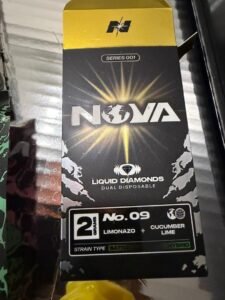 SERIES 001
NOVA
LIQUID DIAMONDS
DUAL DISPOSABLE
2
No. 09
LIMONAZO + CUCUMBER LIME
STRAIN TYPE